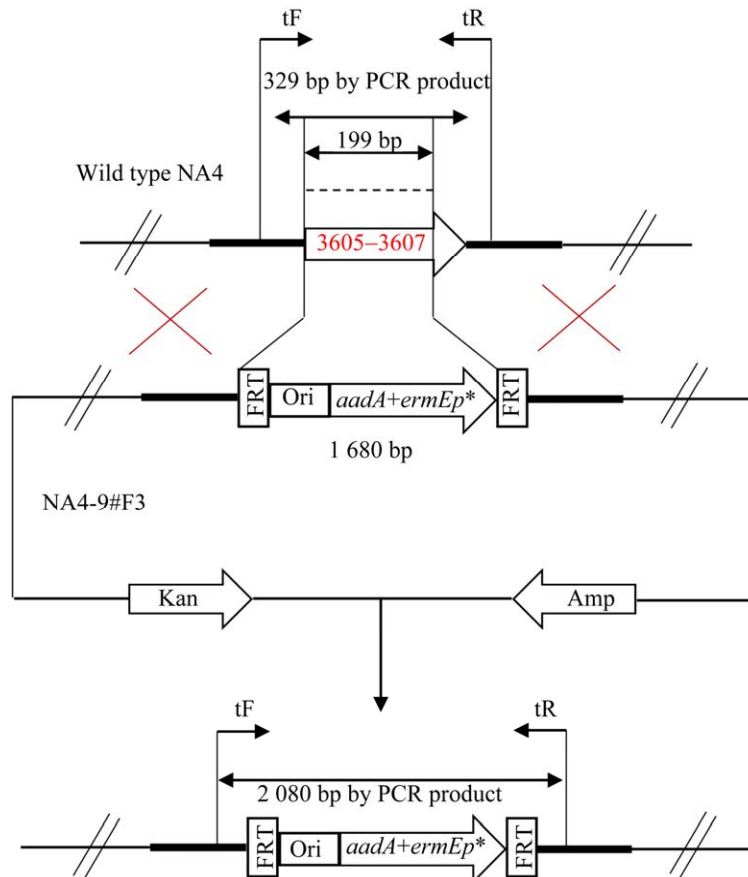 tF tR
329 bp by PCR product
199 bp
Wild type NA4
3605–3607
FRT Ori aadA+ermEp* FRT
1 680 bp
NA4-9#F3
Kan Amp
tF tR
2 080 bp by PCR product
FRT Ori aadA+ermEp* FRT